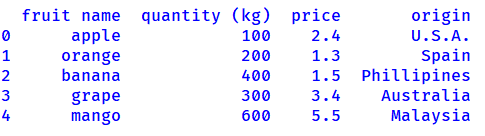 fruit name quantity (kg) price origin
0 apple 100 2.4 U.S.A.
1 orange 200 1.3 Spain
2 banana 400 1.5 Phillipines
3 grape 300 3.4 Australia
4 mango 600 5.5 Malaysia